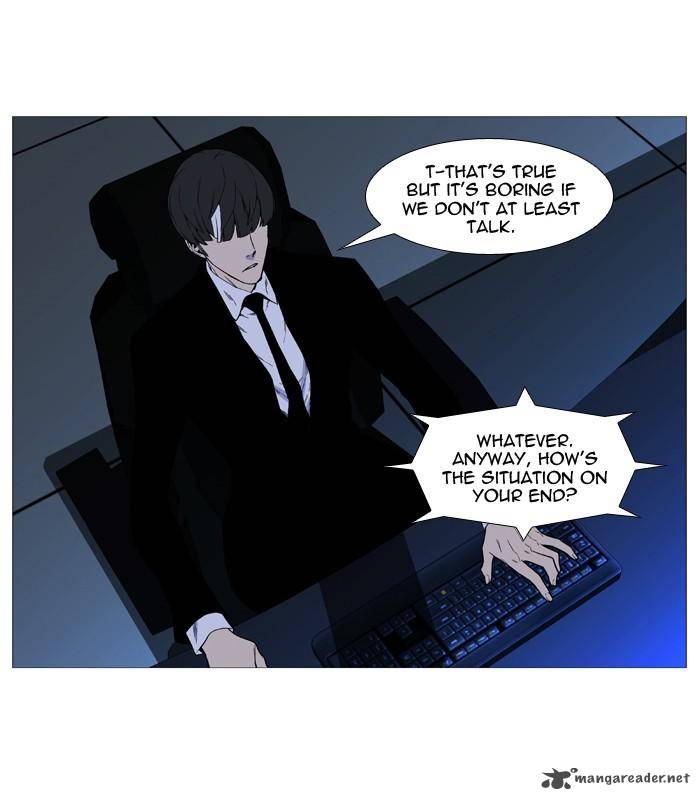 T-THAT'S TRUE
BUT IT'S BORING IF
WE DON'T AT LEAST
TALK.
WHATEVER.
ANYWAY, HOW'S
THE SITUATION ON
YOUR END?
mangareader.net